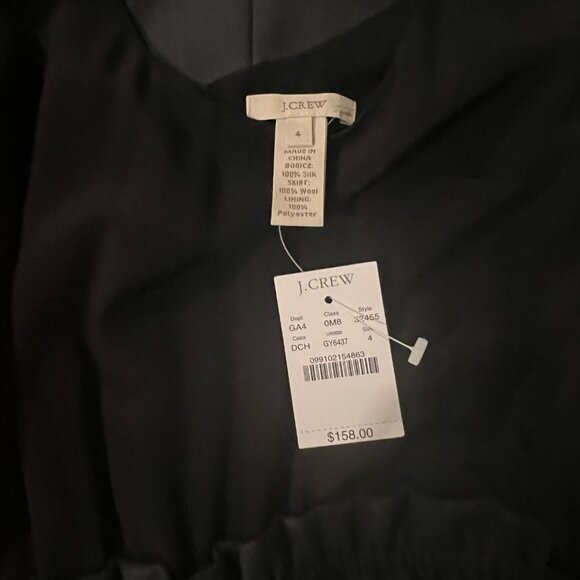 J.CREW
4
MADE IN
CHINA
BODICE:
100% Silk
SKIRT:
100% Wool
LINING:
100%
Polyester
J.CREW
Dept Class Style
GA4 0M8 32465
Color Size
DCH GY6437 4
099102154863
$158.00